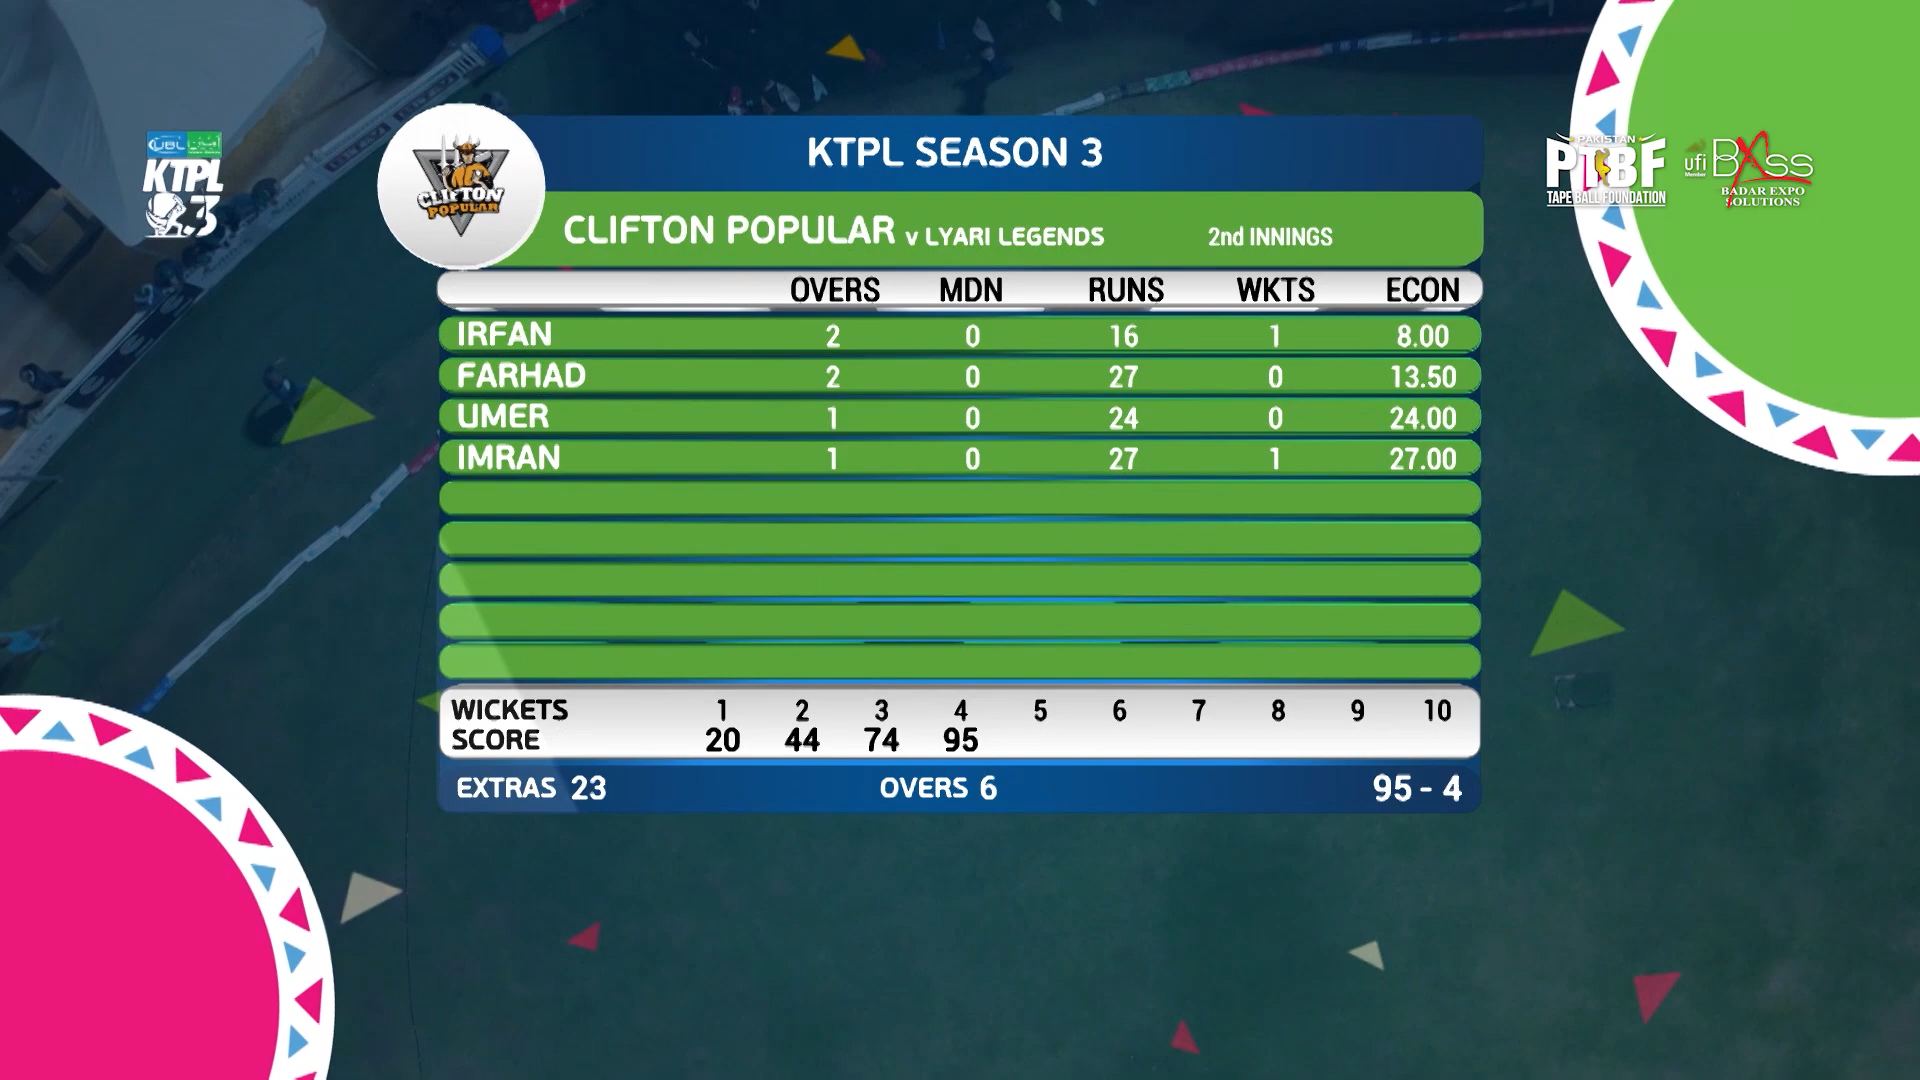 UBL
KTPL
S.3
CLIFTON
POPULAR
KTPL SEASON 3
PAKISTAN
PTBF
TAPE BALL FOUNDATION
ufi
Member
BXSS
BADAR EXPO
SOLUTIONS
CLIFTON POPULAR v LYARI LEGENDS 2nd INNINGS
OVERS MDN RUNS WKTS ECON
IRFAN 2 0 16 1 8.00
FARHAD 2 0 27 0 13.50
UMER 1 0 24 0 24.00
IMRAN 1 0 27 1 27.00
WICKETS 1 2 3 4 5 6 7 8 9 10
SCORE 20 44 74 95
EXTRAS 23 OVERS 6 95 - 4